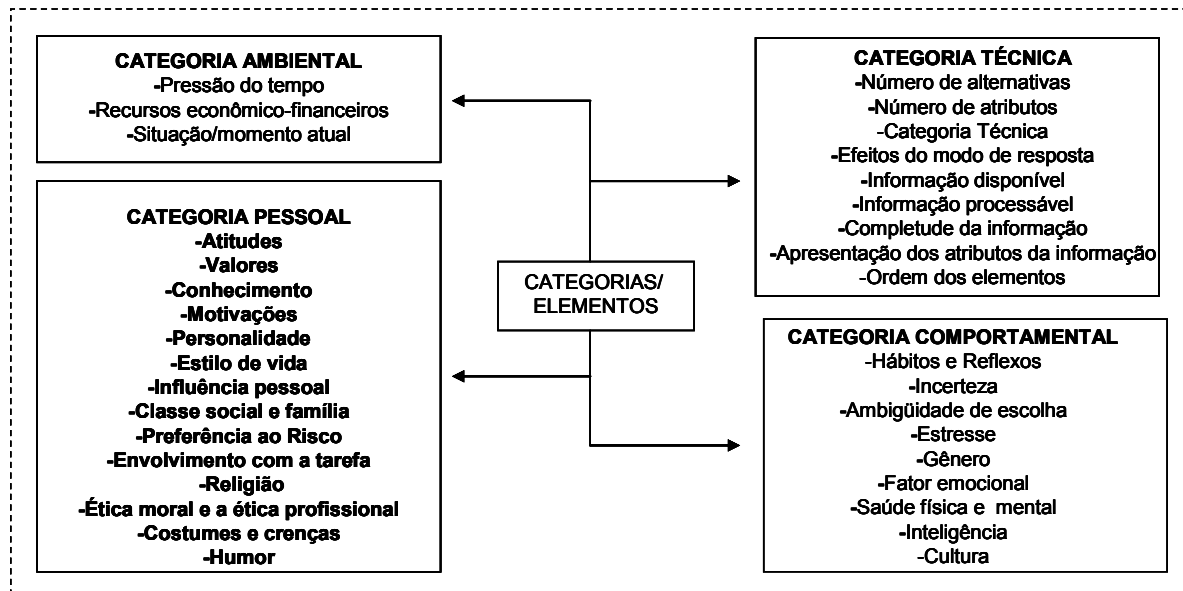 CATEGORIA AMBIENTAL
-Pressão do tempo
-Recursos econômico-financeiros
-Situação/momento atual
CATEGORIA PESSOAL
-Atitudes
-Valores
-Conhecimento
-Motivações
-Personalidade
-Estilo de vida
-Influência pessoal
-Classe social e família
-Preferência ao Risco
-Envolvimento com a tarefa
-Religião
-Ética moral e a ética profissional
-Costumes e crenças
-Humor
CATEGORIAS/
ELEMENTOS
CATEGORIA TÉCNICA
-Número de alternativas
-Número de atributos
-Categoria Técnica
-Efeitos do modo de resposta
-Informação disponível
-Informação processável
-Completude da informação
-Apresentação dos atributos da informação
-Ordem dos elementos
CATEGORIA COMPORTAMENTAL
-Hábitos e Reflexos
-Incerteza
-Ambigüidade de escolha
-Estresse
-Gênero
-Fator emocional
-Saúde física e mental
-Inteligência
-Cultura